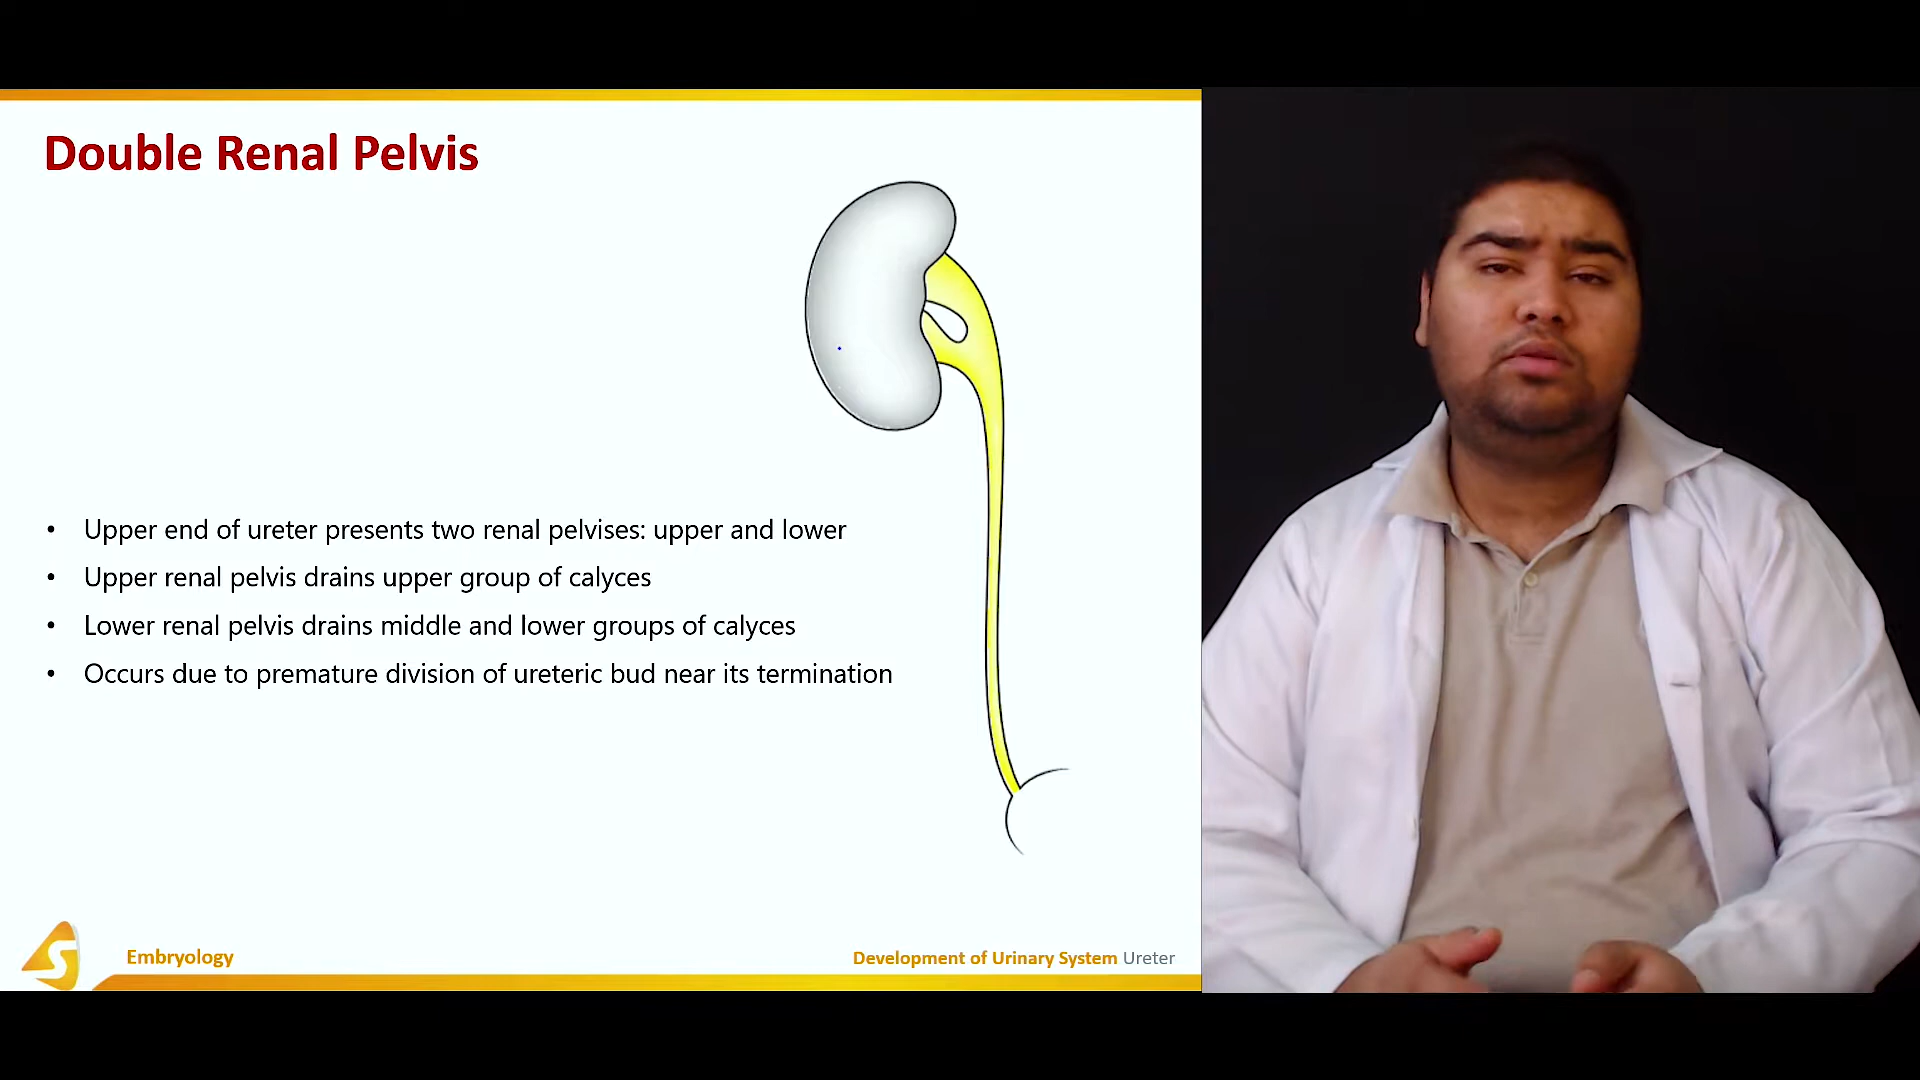 Double Renal Pelvis
• Upper end of ureter presents two renal pelvises: upper and lower
• Upper renal pelvis drains upper group of calyces
• Lower renal pelvis drains middle and lower groups of calyces
• Occurs due to premature division of ureteric bud near its termination
S
Embryology
Development of Urinary System Ureter